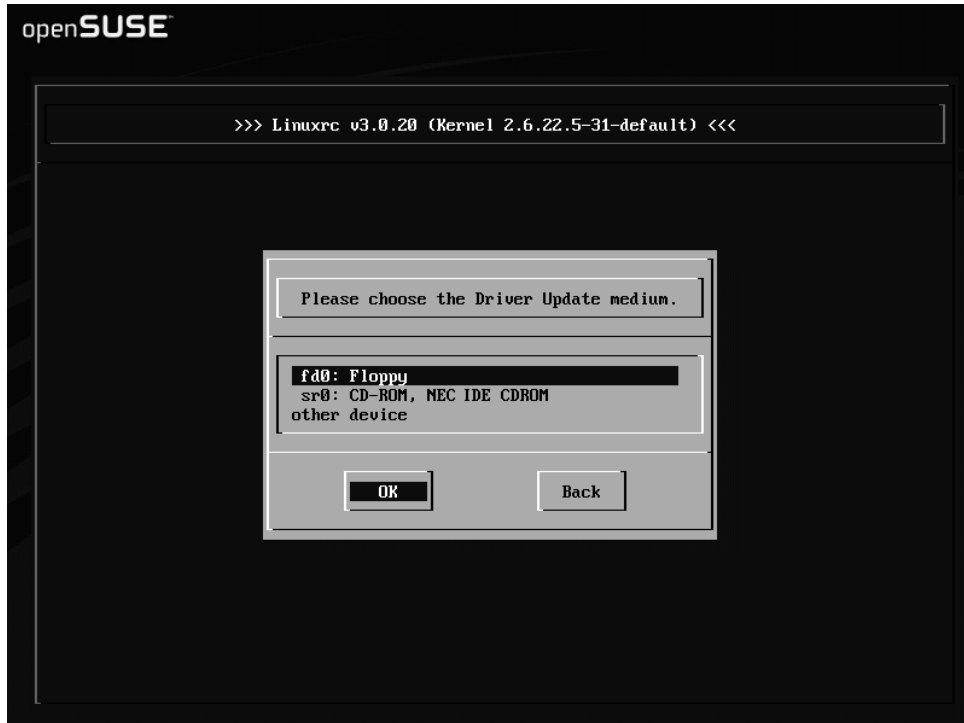 openSUSE™
>>> Linuxrc v3.0.20 (Kernel 2.6.22.5-31-default) <<<
Please choose the Driver Update medium.
fd0: Floppy
sr0: CD-ROM, NEC IDE CDROM
other device
OK Back